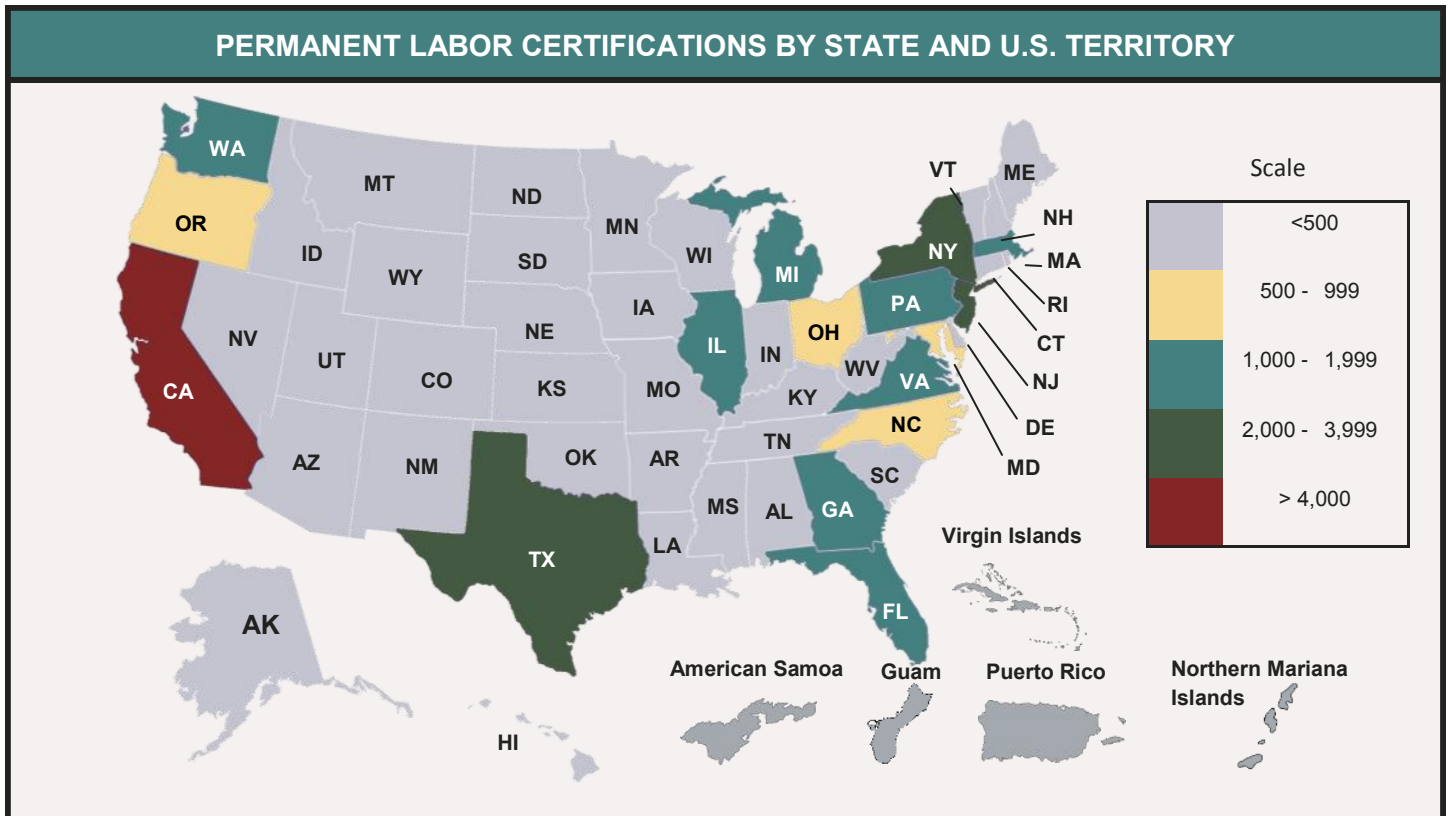 PERMANENT LABOR CERTIFICATIONS BY STATE AND U.S. TERRITORY
WA
MT
ND
MN
VT
ME
Scale
OR
ID
WY
SD
WI
MI
NY
NH
MA
<500
NV
UT
CO
NE
IA
IL
IN
OH
PA
RI
CT
500 - 999
CA
KS
MO
KY
WV
VA
NJ
1,000 - 1,999
AZ
NM
OK
AR
TN
NC
DE
MD
2,000 - 3,999
TX
LA
MS
AL
GA
SC
> 4,000
FL
Virgin Islands
AK
HI
American Samoa
Guam
Puerto Rico
Northern Mariana
Islands